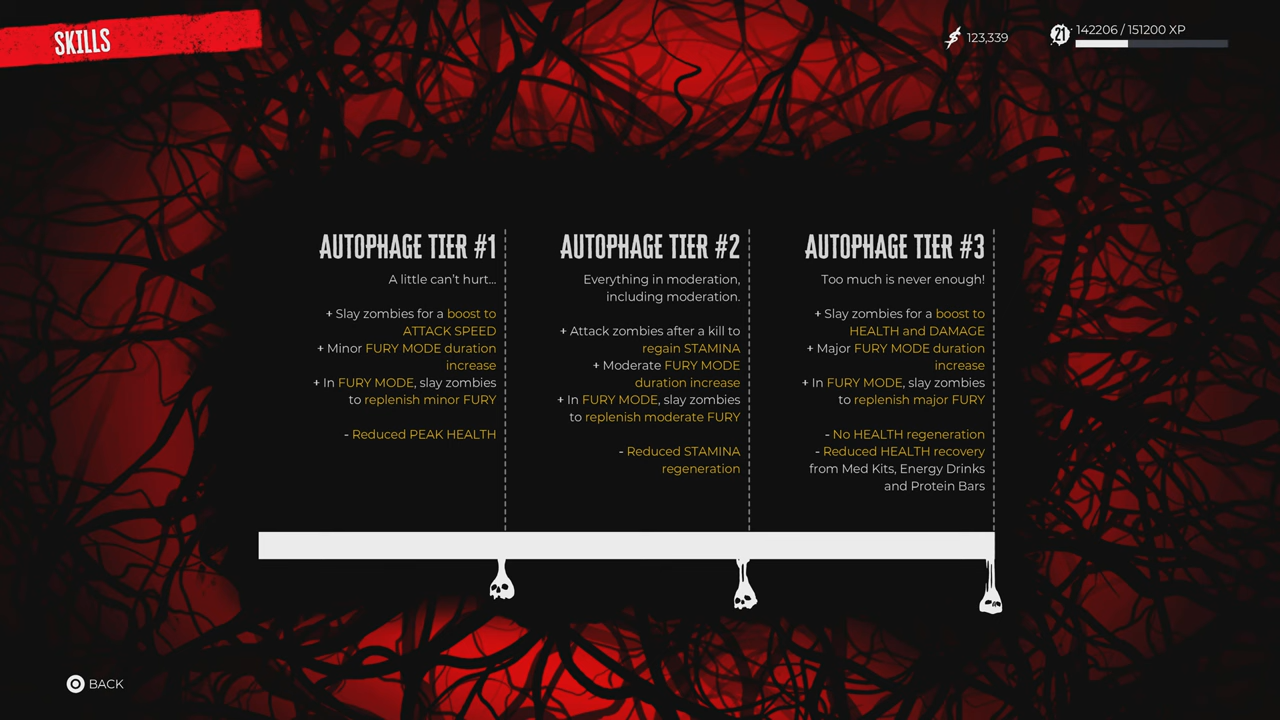 SKILLS
123,339
21
142206 / 151200 XP
AUTOPHAGE TIER #1
A little can't hurt...
+ Slay zombies for a boost to
ATTACK SPEED
+ Minor FURY MODE duration
increase
+ In FURY MODE, slay zombies
to replenish minor FURY
- Reduced PEAK HEALTH
AUTOPHAGE TIER #2
Everything in moderation,
including moderation.
+ Attack zombies after a kill to
regain STAMINA
+ Moderate FURY MODE
duration increase
+ In FURY MODE, slay zombies
to replenish moderate FURY
- Reduced STAMINA
regeneration
AUTOPHAGE TIER #3
Too much is never enough!
+ Slay zombies for a boost to
HEALTH and DAMAGE
+ Major FURY MODE duration
increase
+ In FURY MODE, slay zombies
to replenish major FURY
- No HEALTH regeneration
- Reduced HEALTH recovery
from Med Kits, Energy Drinks
and Protein Bars
BACK